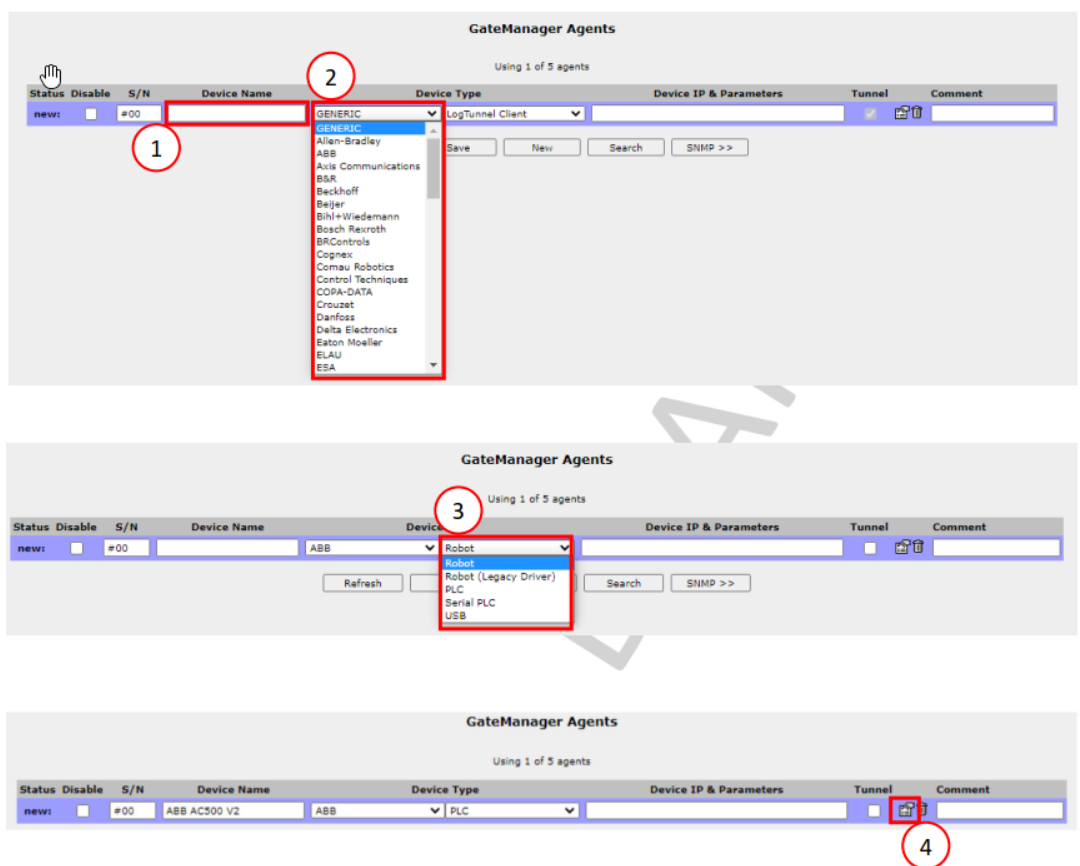 GateManager Agents
Using 1 of 5 agents
2
Status Disable S/N Device Name Device Type Device IP & Parameters Tunnel Comment
new: #00 GENERIC LogTunnel Client
1
GENERIC
Allen-Bradley
ABB
Axis Communications
B&R
Beckhoff
Beijer
Bihl+Wiedemann
Bosch Rexroth
BRControls
Cognex
Comau Robotics
Control Techniques
COPA-DATA
Crouzet
Danfoss
Delta Electronics
Eaton Moeller
ELAU
ESA
Save New Search SNMP >>
GateManager Agents
Using 1 of 5 agents
3
Status Disable S/N Device Name Device Device IP & Parameters Tunnel Comment
new: #00 ABB Robot
Robot
Robot (Legacy Driver)
PLC
Serial PLC
USB
Refresh Search SNMP >>
GateManager Agents
Using 1 of 5 agents
Status Disable S/N Device Name Device Type Device IP & Parameters Tunnel Comment
new: #00 ABB AC500 V2 ABB PLC
4